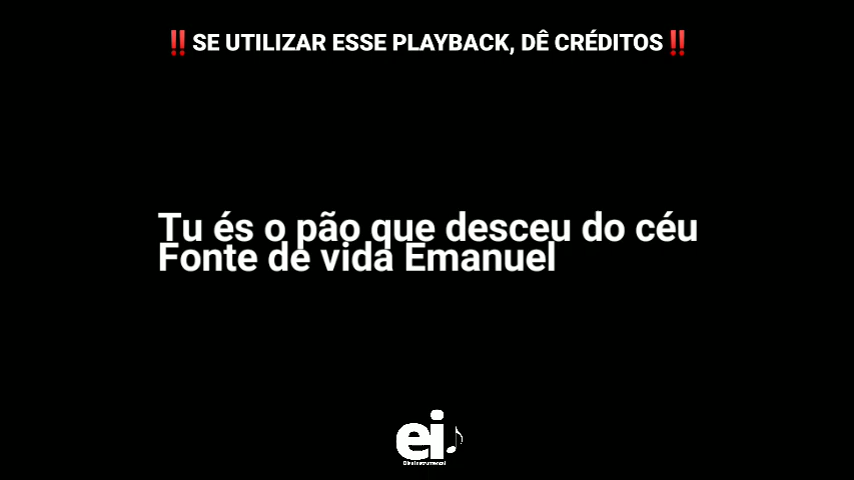 ‼️SE UTILIZAR ESSE PLAYBACK, DÊ CRÉDITOS‼️
Tu és o pão que desceu do céu
Fonte de vida Emanuel
ei